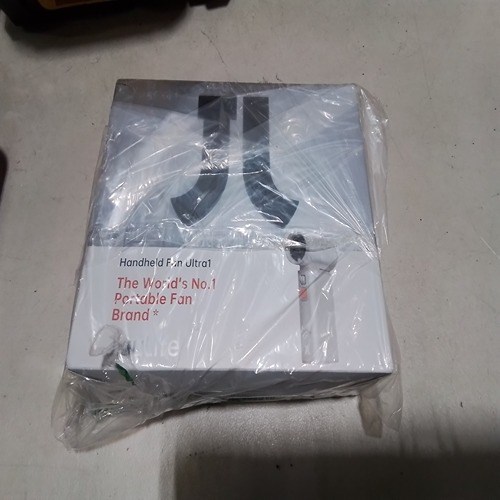 Handheld Fan Ultra1
The World's No.1
Portable Fan
Brand*